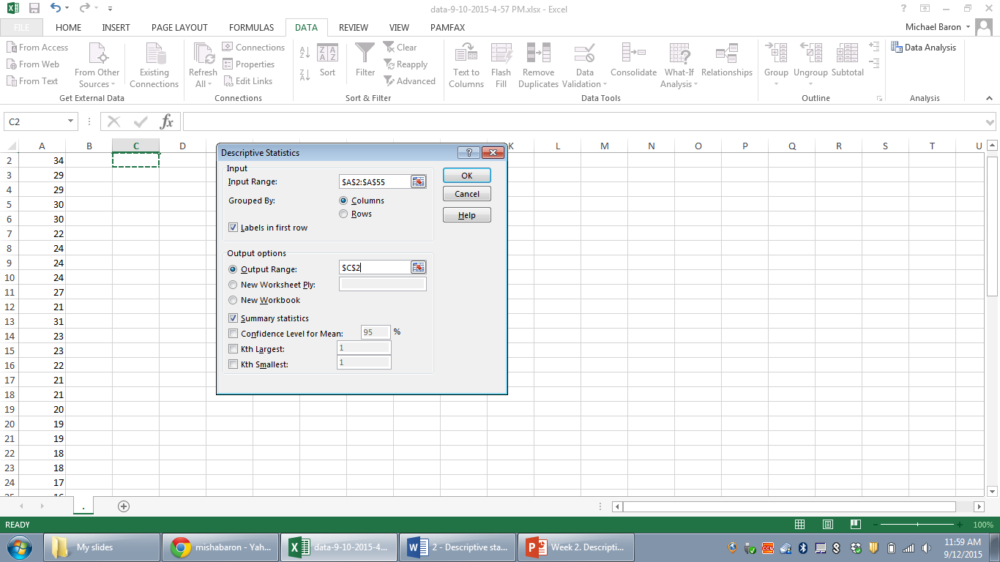 data-9-10-2015-4-57 PM.xlsx - Excel
FILE HOME INSERT PAGE LAYOUT FORMULAS DATA REVIEW VIEW PAMFAX Michael Baron
From Access
From Web
From Text
From Other Sources
Existing Connections
Get External Data
Refresh All
Connections
Properties
Edit Links
Connections
Sort
Filter
Clear
Reapply
Advanced
Sort & Filter
Text to Columns
Flash Fill
Remove Duplicates
Data Validation
Consolidate
What-If Analysis
Relationships
Data Tools
Group
Ungroup
Subtotal
Outline
Data Analysis
Analysis
C2 fx
A B C D K L M N O P Q R S T U
2 34
3 29
4 29
5 30
6 30
7 22
8 24
9 24
10 24
11 27
12 21
13 31
14 23
15 23
16 22
17 21
18 21
19 20
20 19
21 19
22 18
23 18
24 17
25 16
Descriptive Statistics
Input
Input Range: $A$2:$A$55
Grouped By: Columns
Rows
Labels in first row
OK
Cancel
Help
Output options
Output Range: $C$2
New Worksheet Ply:
New Workbook
Summary statistics
Confidence Level for Mean: 95 %
Kth Largest: 1
Kth Smallest: 1
.
READY 100%
My slides
mishabaron - Yah...
data-9-10-2015-4...
2 - Descriptive sta...
Week 2. Descripti...
11:59 AM
9/12/2015